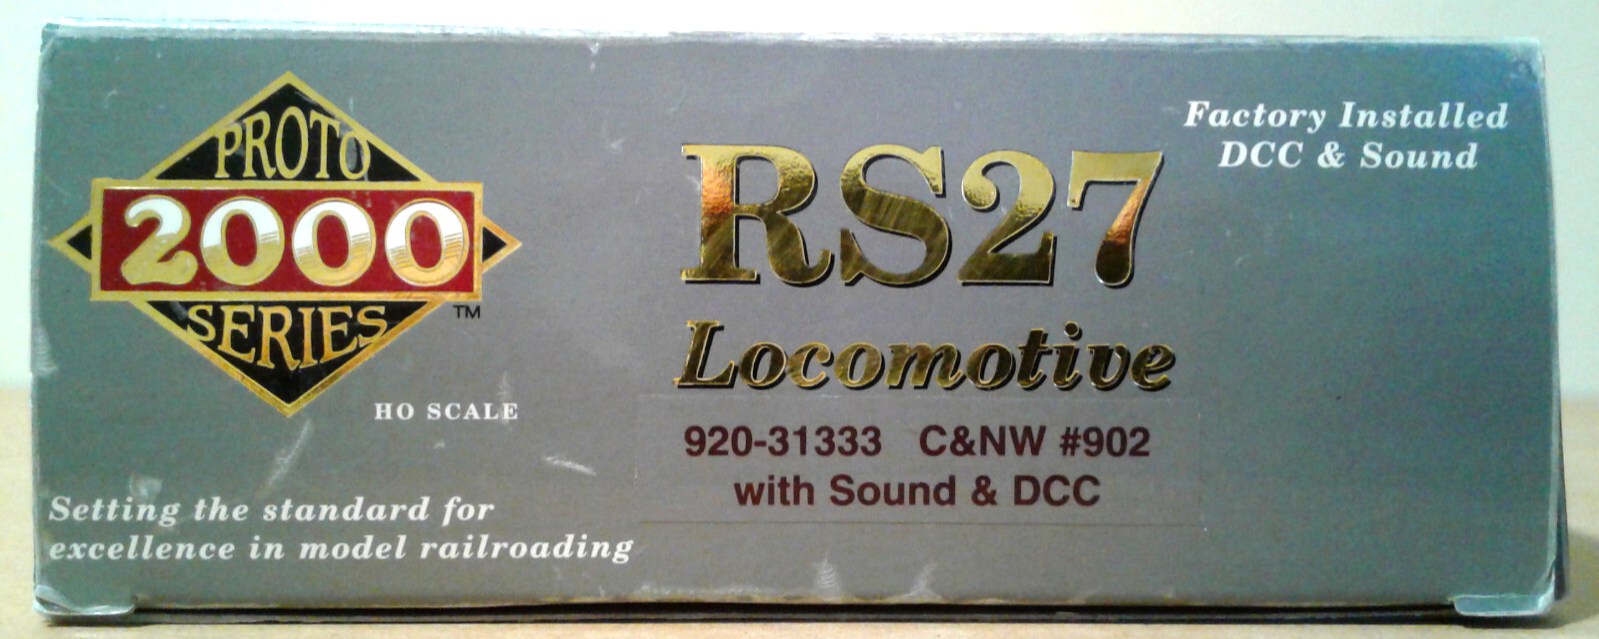 PROTO
2000
SERIES
TM
HO SCALE
Setting the standard for
excellence in model railroading
RS27
Locomotive
920-31333 C&NW #902
with Sound & DCC
Factory Installed
DCC & Sound